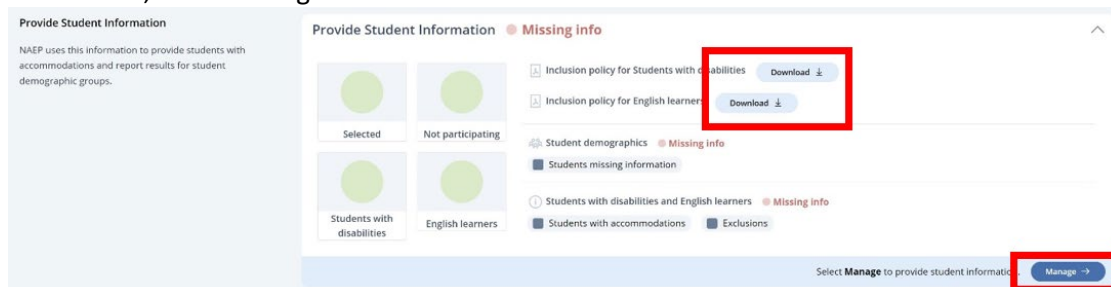 Provide Student Information
NAEP uses this information to provide students with
accommodations and report results for student
demographic groups.
Provide Student Information Missing info
Inclusion policy for Students with disabilities Download
Inclusion policy for English learners Download
Selected
Not participating
Student demographics Missing info
Students missing information
Students with disabilities
English learners
Students with disabilities and English learners Missing info
Students with accommodations Exclusions
Select Manage to provide student information. Manage →